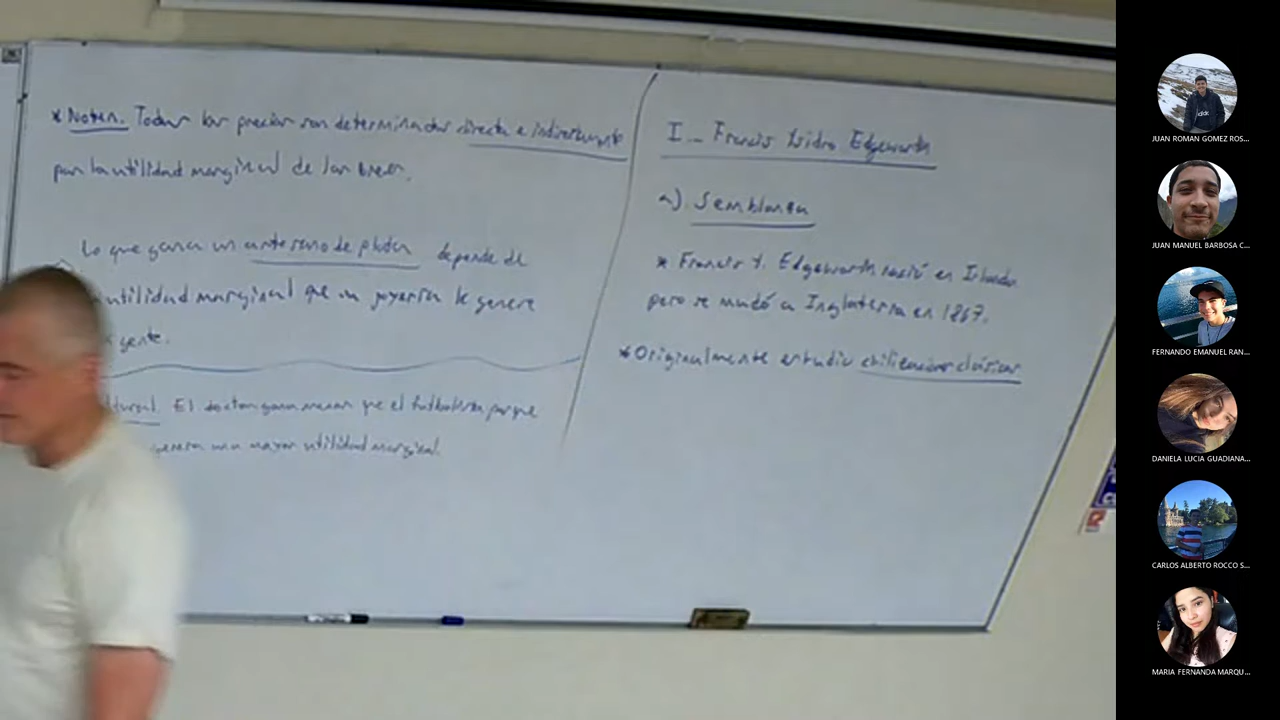 * Noten. Todos los precios son determinados directa e indirectamente
por la utilidad marginal de los bienes.
Lo que gana un artesano de plata depende de
utilidad marginal que su joyería le genere
gente.
El doctor gana menos que el futbolista porque
genera una mayor utilidad marginal.
I.- Francis Isidro Edgeworth
a) Semblanza
* Francis Y. Edgeworth nació en Irlanda
pero se mudó a Inglaterra en 1867.
* Originalmente estudió civilizaciones clásicas
JUAN ROMAN GOMEZ ROS...
JUAN MANUEL BARBOSA C...
FERNANDO EMANUEL RAN...
DANIELA LUCIA GUADIANA...
CARLOS ALBERTO ROCCO S...
MARIA FERNANDA MARQU...